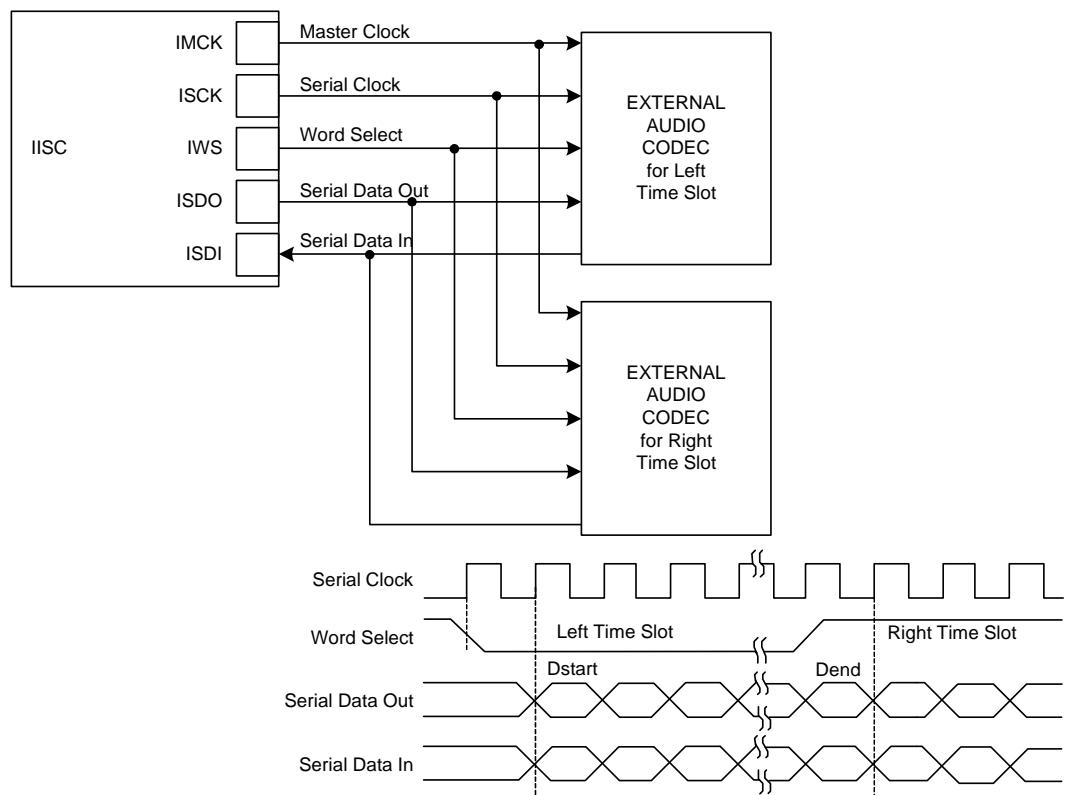 IISC
IMCK
ISCK
IWS
ISDO
ISDI
Master Clock
Serial Clock
Word Select
Serial Data Out
Serial Data In
EXTERNAL
AUDIO
CODEC
for Left
Time Slot
EXTERNAL
AUDIO
CODEC
for Right
Time Slot
Serial Clock
Word Select
Left Time Slot
Right Time Slot
Dstart
Dend
Serial Data Out
Serial Data In